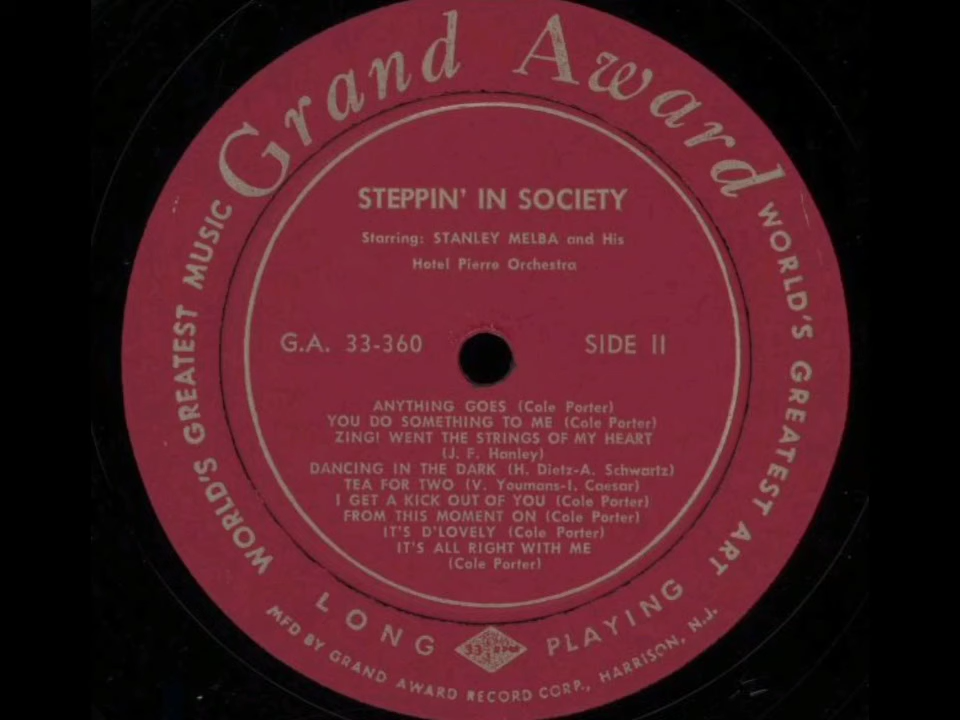 Grand Award
WORLD'S GREATEST MUSIC
WORLD'S GREATEST ART
STEPPIN' IN SOCIETY
Starring: STANLEY MELBA and His
Hotel Pierre Orchestra
G.A. 33-360
SIDE II
ANYTHING GOES (Cole Porter)
YOU DO SOMETHING TO ME (Cole Porter)
ZING! WENT THE STRINGS OF MY HEART
(J. F. Hanley)
DANCING IN THE DARK (H. Dietz-A. Schwartz)
TEA FOR TWO (V. Youmans-I. Caesar)
I GET A KICK OUT OF YOU (Cole Porter)
FROM THIS MOMENT ON (Cole Porter)
IT'S D'LOVELY (Cole Porter)
IT'S ALL RIGHT WITH ME
(Cole Porter)
LONG PLAYING
MFD BY GRAND AWARD RECORD CORP., HARRISON, N.J.